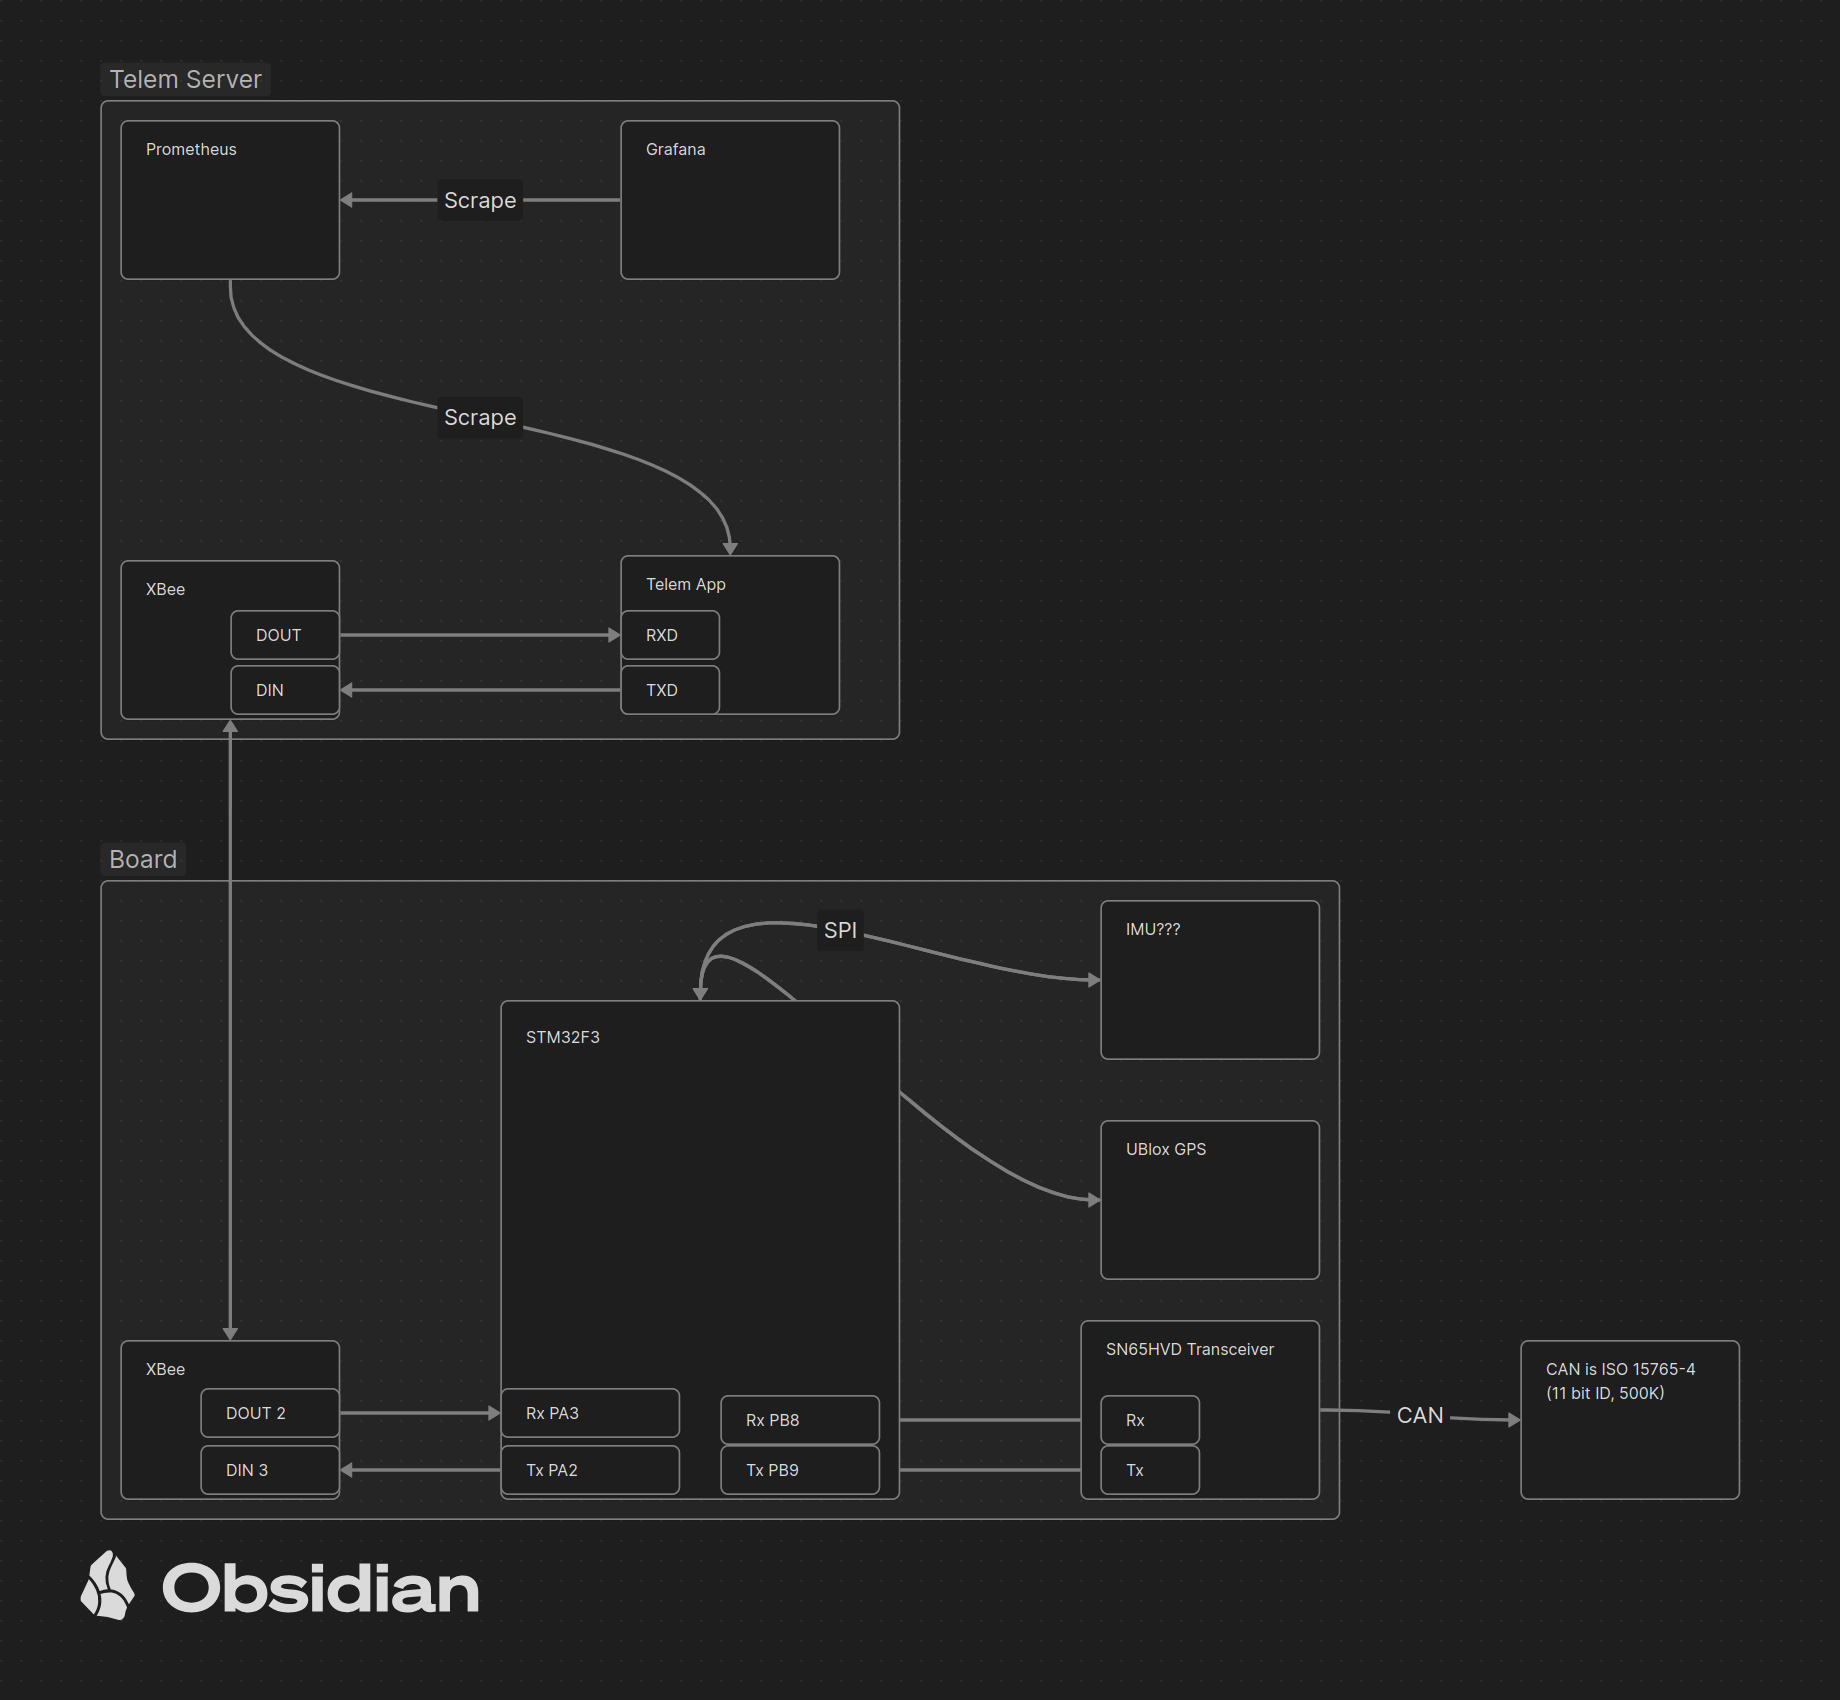 Telem Server
Prometheus
Grafana
Scrape
Scrape
XBee
Telem App
DOUT
RXD
DIN
TXD
Board
SPI
IMU???
STM32F3
UBlox GPS
SN65HVD Transceiver
XBee
CAN is ISO 15765-4
(11 bit ID, 500K)
DOUT 2
Rx PA3
Rx PB8
Rx
CAN
DIN 3
Tx PA2
Tx PB9
Tx
Obsidian